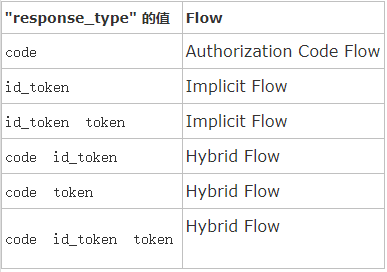 "response_type" 的值 Flow
code Authorization Code Flow
id_token Implicit Flow
id_token token Implicit Flow
code id_token Hybrid Flow
code token Hybrid Flow
code id_token token Hybrid Flow